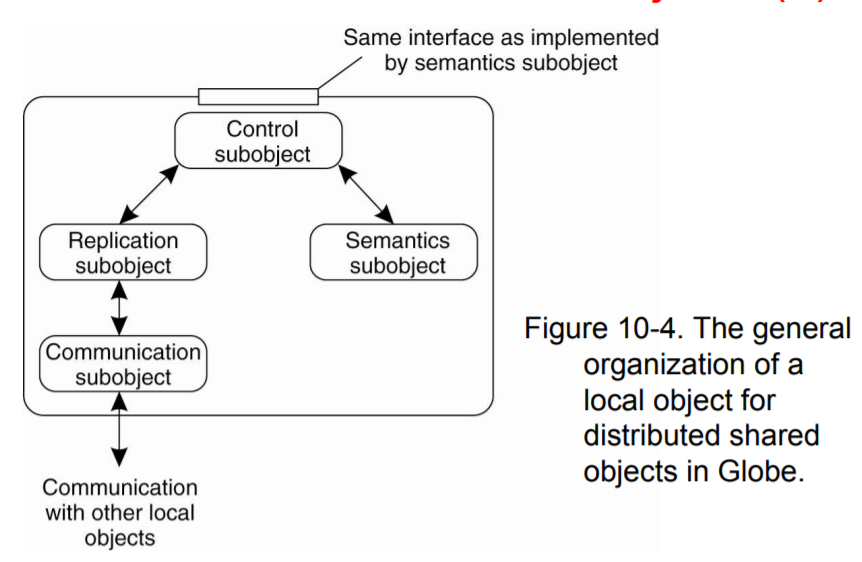 Same interface as implemented
by semantics subobject
Control
subobject
Replication
subobject
Semantics
subobject
Communication
subobject
Communication
with other local
objects
Figure 10-4. The general
organization of a
local object for
distributed shared
objects in Globe.